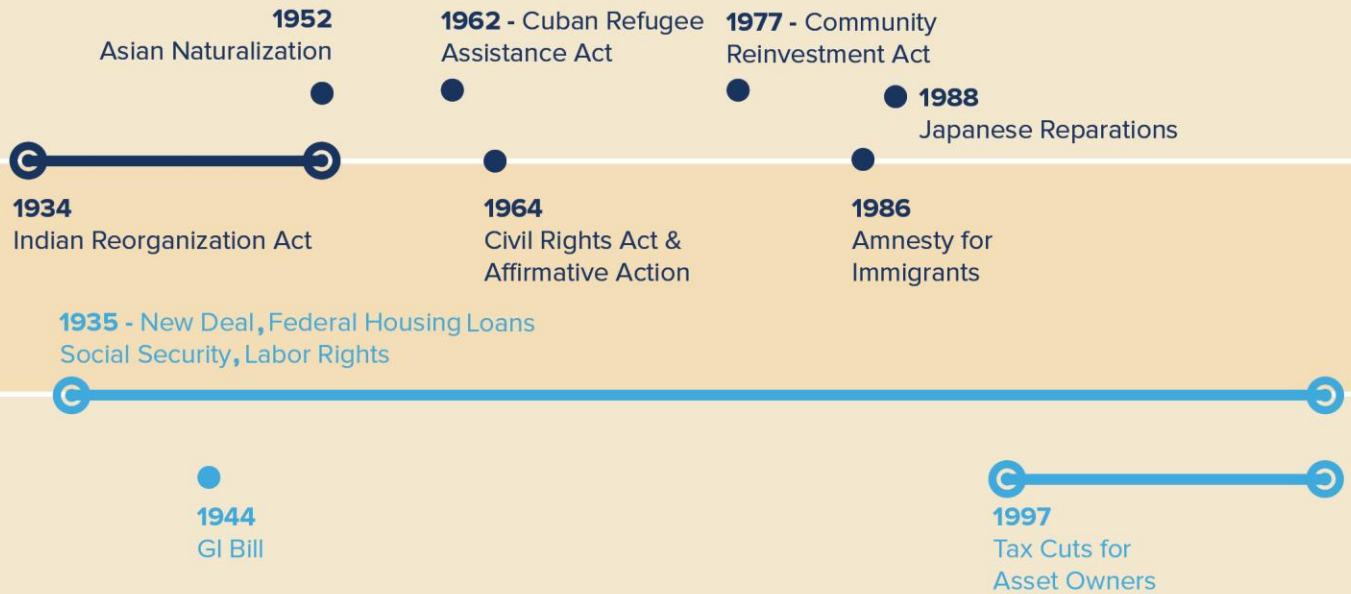 1952
Asian Naturalization
1962 - Cuban Refugee
Assistance Act
1977 - Community
Reinvestment Act
1988
Japanese Reparations
1934
Indian Reorganization Act
1964
Civil Rights Act &
Affirmative Action
1986
Amnesty for
Immigrants
1935 - New Deal, Federal Housing Loans
Social Security, Labor Rights
1944
GI Bill
1997
Tax Cuts for
Asset Owners